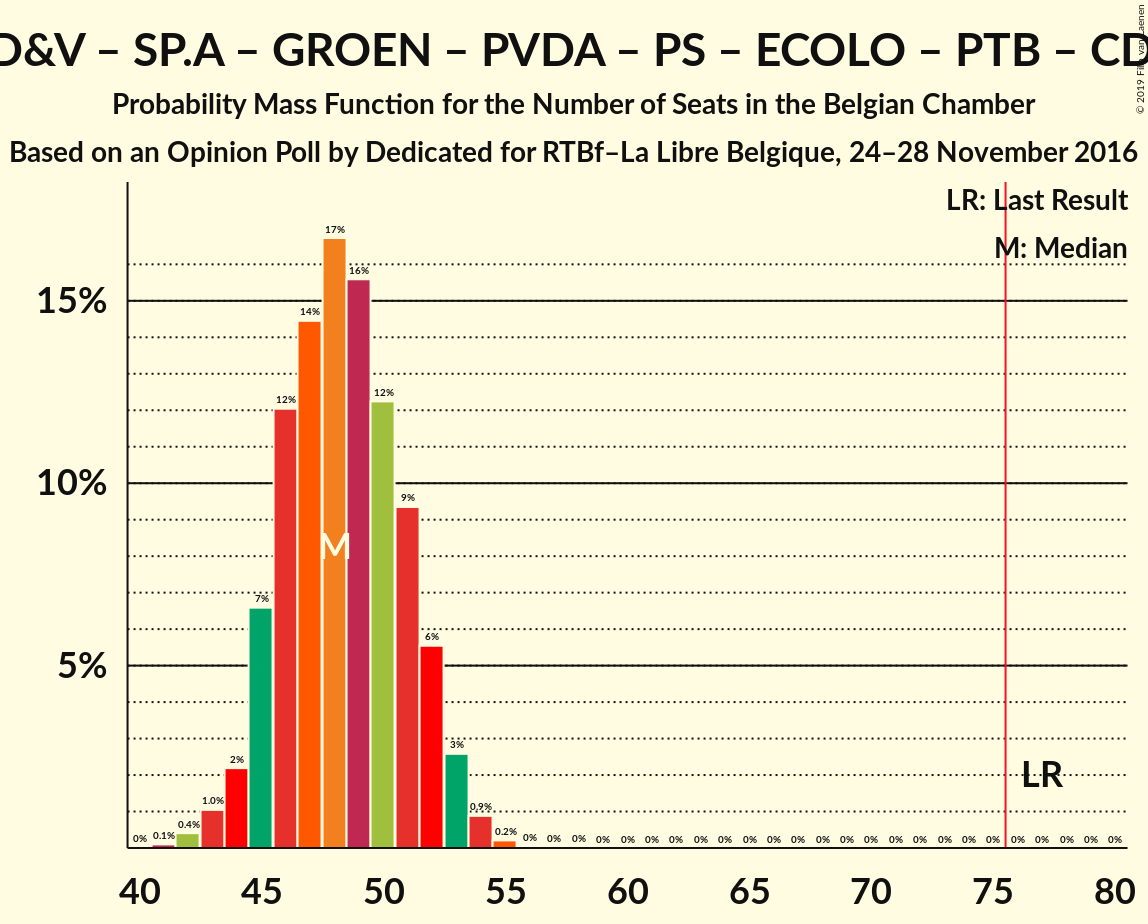 D&V – SP.A – GROEN – PVDA – PS – ECOLO – PTB – CD
Probability Mass Function for the Number of Seats in the Belgian Chamber
Based on an Opinion Poll by Dedicated for RTBf–La Libre Belgique, 24–28 November 2016
© 2019 Filip van Laenen
LR: Last Result
M: Median
15%
10%
5%
0% 0.1% 0.4% 1.0% 2% 7% 12% 14% 17% 16% 12% 9% 6% 3% 0.9% 0.2% 0% 0% 0% 0% 0% 0% 0% 0% 0% 0% 0% 0% 0% 0% 0% 0% 0% 0% 0% 0% 0% 0% 0% 0% 0%
M
LR
40 45 50 55 60 65 70 75 80